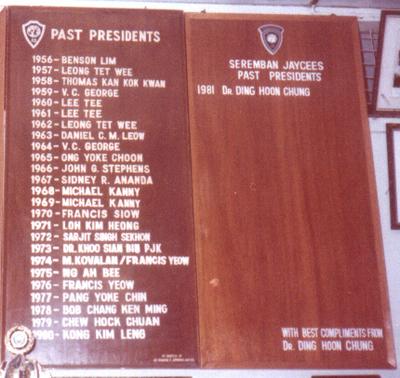 PAST PRESIDENTS
1956- BENSON LIM
1957- LEONG TET WEE
1958- THOMAS KAN KOK KWAN
1959- V.C. GEORGE
1960- LEE TEE
1961- LEE TEE
1962- LEONG TET WEE
1963- DANIEL C.M. LEOW
1964- V.C. GEORGE
1965- ONG YOKE CHOON
1966- JOHN G. STEPHENS
1967- SIDNEY R. ANANDA
1968- MICHAEL KANNY
1969- MICHAEL KANNY
1970- FRANCIS SIOW
1971- LOH KIM HEONG
1972- SARJIT SINGH SEKHON
1973- DR. KHOO SIAN BIN PJK
1974- M. KOVALAN/FRANCIS YEOW
1975- NG AH BEE
1976- FRANCIS YEOW
1977- PANG YOKE CHIN
1978- BOB CHANG KEN MING
1979- CHEW HOCK CHUAN
1980- KONG KIM LENG
SEREMBAN JAYCEES
PAST PRESIDENTS
1981 DR. DING HOON CHUNG
WITH BEST COMPLIMENTS FROM
DR. DING HOON CHUNG